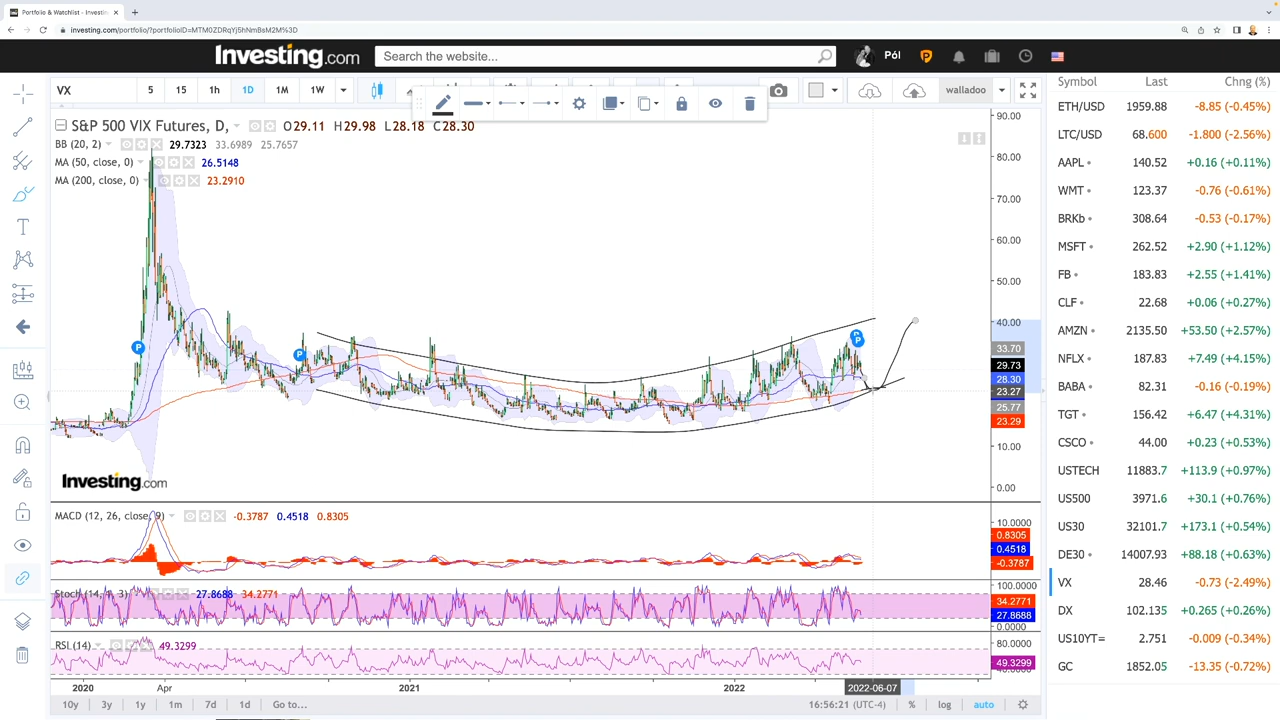 Portfolio & Watchlist - Investin
investing.com/portfolio/?portfolioID=MTM0ZDRqYj5hNmBsM2M%3D
Investing.com Search the website... Pól
VX 5 15 1h 1D 1M 1W walladoo
S&P 500 VIX Futures, D, O29.11 H29.98 L28.18 C28.30
BB (20, 2) 29.7323 33.6989 25.7657
MA (50, close, 0) 26.5148
MA (200, close, 0) 23.2910
P P P
90.00
80.00
70.00
60.00
50.00
40.00
33.70
29.73
28.30
23.27
25.77
23.29
10.00
0.00
Investing.com
MACD (12, 26, close, 9) -0.3787 0.4518 0.8305
10.0000
0.8305
0.4518
-0.3787
Stoch (14, 1, 3) 27.8688 34.2771
100.0000
34.2771
27.8688
0.0000
RSI (14) 49.3299
80.0000
49.3299
2020 Apr 2021 2022 2022-06-07
10y 3y 1y 1m 7d 1d Go to... 16:56:21 (UTC-4) % log auto
Symbol Last Chng (%)
ETH/USD 1959.88 -8.85 (-0.45%)
LTC/USD 68.600 -1.800 (-2.56%)
AAPL 140.52 +0.16 (+0.11%)
WMT 123.37 -0.76 (-0.61%)
BRKb 308.64 -0.53 (-0.17%)
MSFT 262.52 +2.90 (+1.12%)
FB 183.83 +2.55 (+1.41%)
CLF 22.68 +0.06 (+0.27%)
AMZN 2135.50 +53.50 (+2.57%)
NFLX 187.83 +7.49 (+4.15%)
BABA 82.31 -0.16 (-0.19%)
TGT 156.42 +6.47 (+4.31%)
CSCO 44.00 +0.23 (+0.53%)
USTECH 11883.7 +113.9 (+0.97%)
US500 3971.6 +30.1 (+0.76%)
US30 32101.7 +173.1 (+0.54%)
DE30 14007.93 +88.18 (+0.63%)
VX 28.46 -0.73 (-2.49%)
DX 102.135 +0.265 (+0.26%)
US10YT= 2.751 -0.009 (-0.34%)
GC 1852.05 -13.35 (-0.72%)